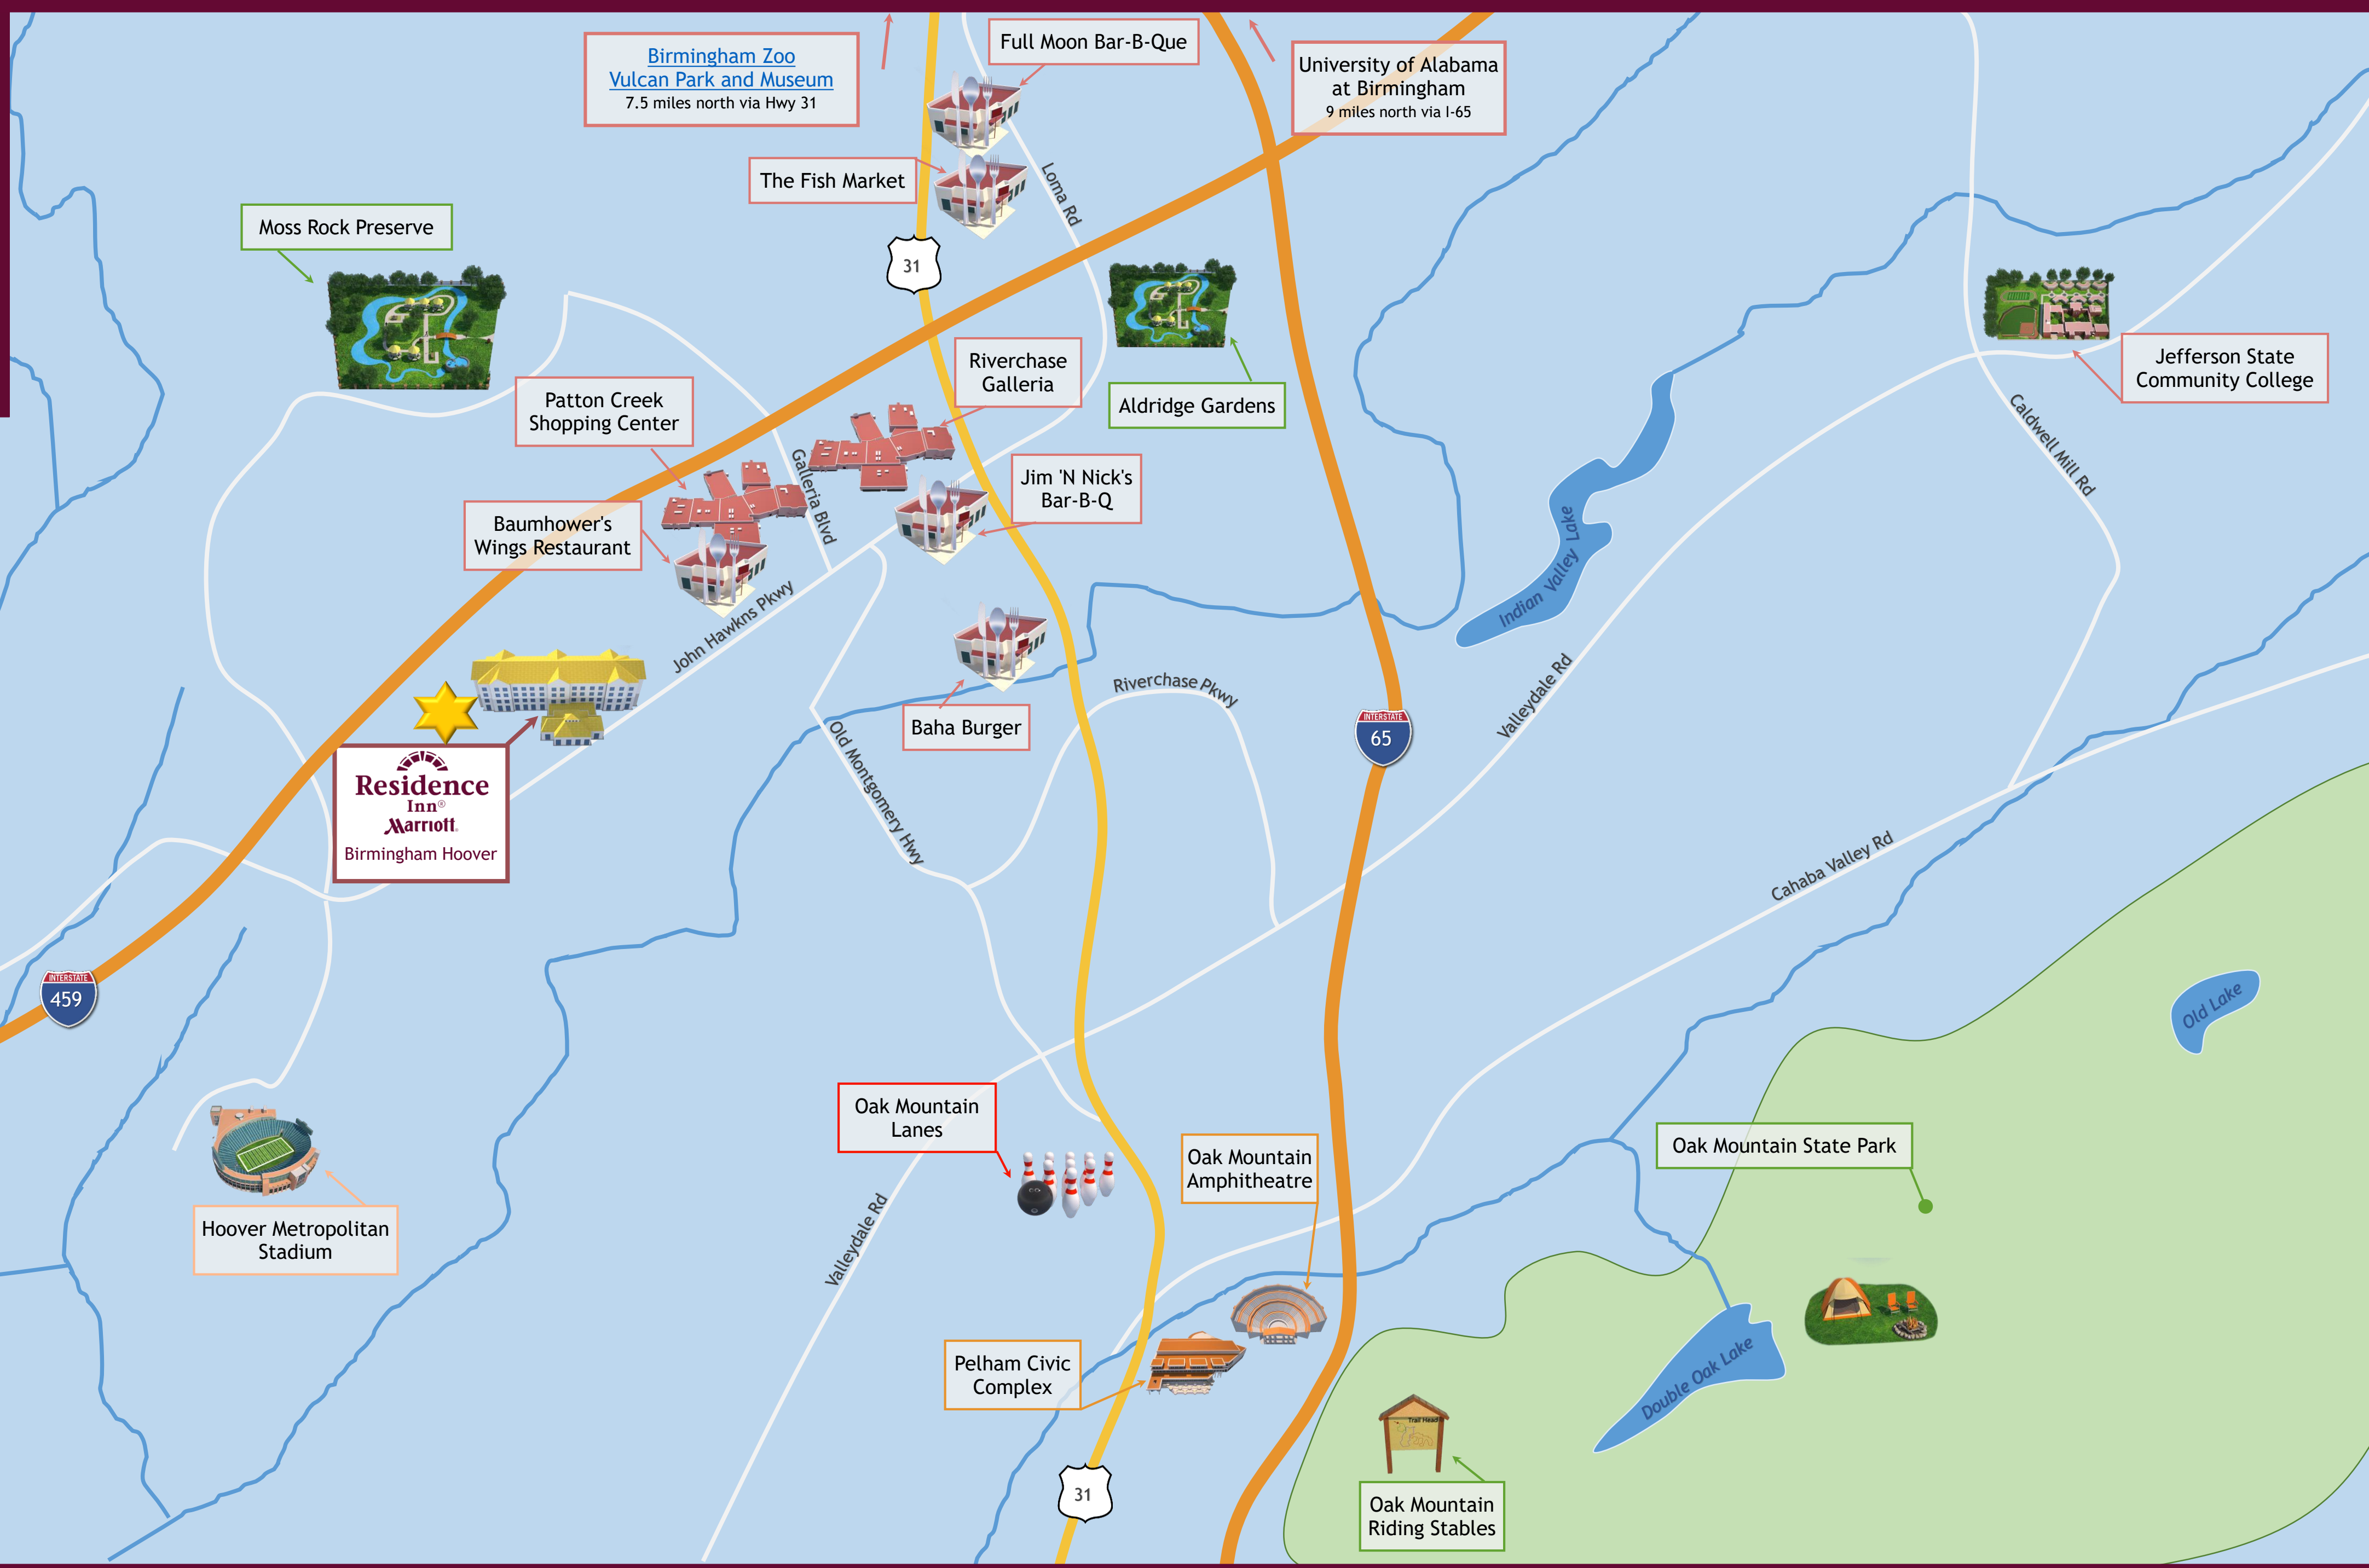 Birmingham Zoo
Vulcan Park and Museum
7.5 miles north via Hwy 31
Full Moon Bar-B-Que
University of Alabama
at Birmingham
9 miles north via I-65
The Fish Market
Loma Rd
Moss Rock Preserve
31
Riverchase
Galleria
Aldridge Gardens
Jefferson State
Community College
Patton Creek
Shopping Center
Galleria Blvd
Jim 'N Nick's
Bar-B-Q
Caldwell Mill Rd
Baumhower's
Wings Restaurant
Indian Valley Lake
John Hawkns Pkwy
Riverchase Pkwy
Valleydale Rd
Baha Burger
INTERSTATE
65
Old Montgomery Hwy
Residence
Inn®
Marriott.
Birmingham Hoover
Cahaba Valley Rd
INTERSTATE
459
Old Lake
Oak Mountain
Lanes
Oak Mountain
Amphitheatre
Oak Mountain State Park
Hoover Metropolitan
Stadium
Valleydale Rd
Pelham Civic
Complex
Double Oak Lake
Trail Head
31
Oak Mountain
Riding Stables